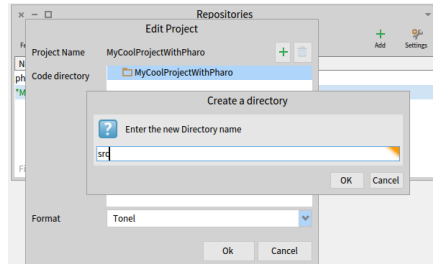 Repositories
Edit Project
Add
Settings
Project Name MyCoolProjectWithPharo
Code directory MyCoolProjectWithPharo
Create a directory
Enter the new Directory name
src
OK Cancel
Format Tonel
Ok Cancel